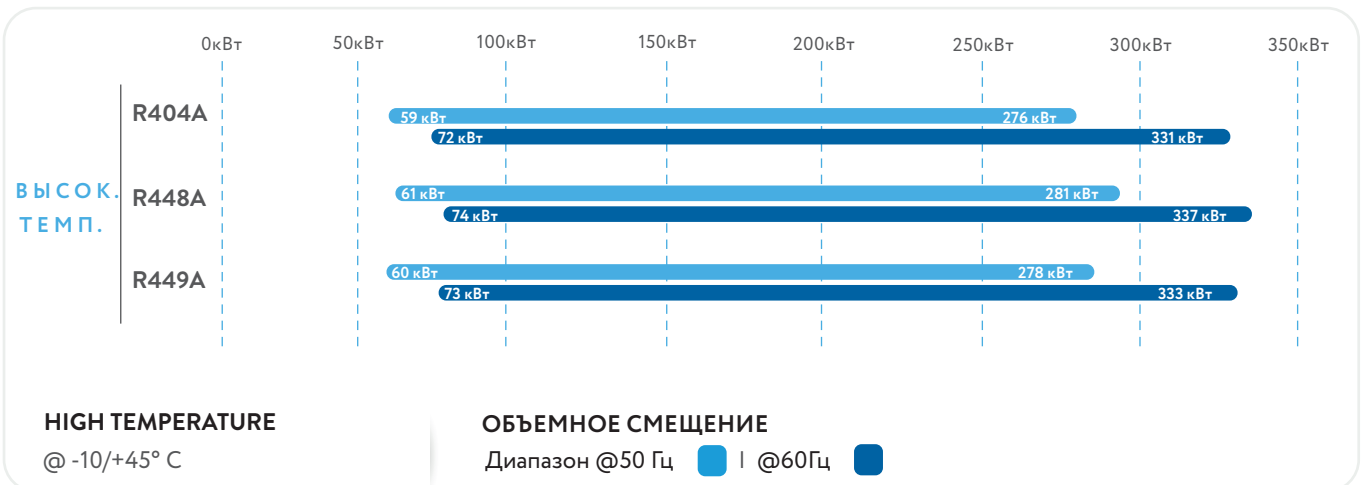 0кВт 50кВт 100кВт 150кВт 200кВт 250кВт 300кВт 350кВт
R404A
59 кВт 276 кВт
72 кВт 331 кВт
ВЫСОК.
ТЕМП.
R448A
61 кВт 281 кВт
74 кВт 337 кВт
R449A
60 кВт 278 кВт
73 кВт 333 кВт
HIGH TEMPERATURE
@ -10/+45° C
ОБЪЕМНОЕ СМЕЩЕНИЕ
Диапазон @50 Гц | @60Гц